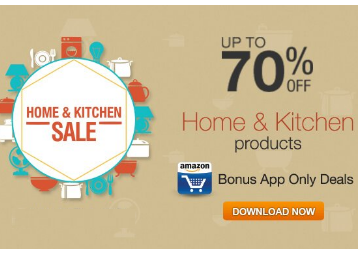 HOME & KITCHEN
SALE
UP TO
70% OFF
Home & Kitchen
products
amazon
Bonus App Only Deals
DOWNLOAD NOW